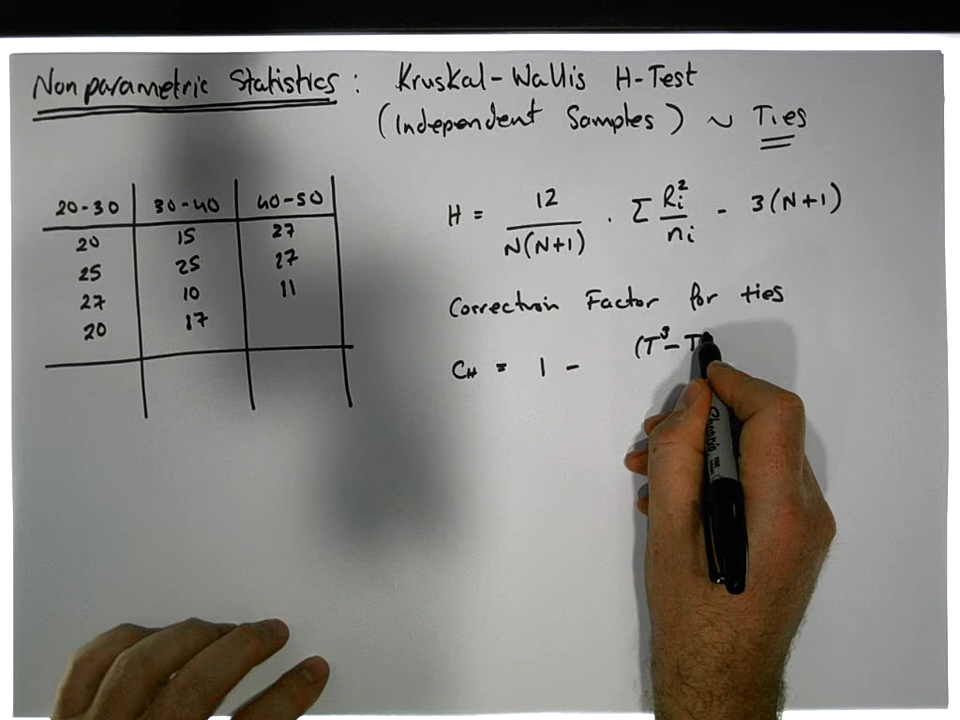 Nonparametric Statistics : Kruskal-Wallis H-Test
(Independent Samples) ~ Ties
20-30 30-40 40-50
20 15 27
25 25 27
27 10 11
20 17
H = 12 / N(N+1) . Σ Ri² / ni - 3(N+1)
Correction Factor for ties
CH = 1 - (T³-T